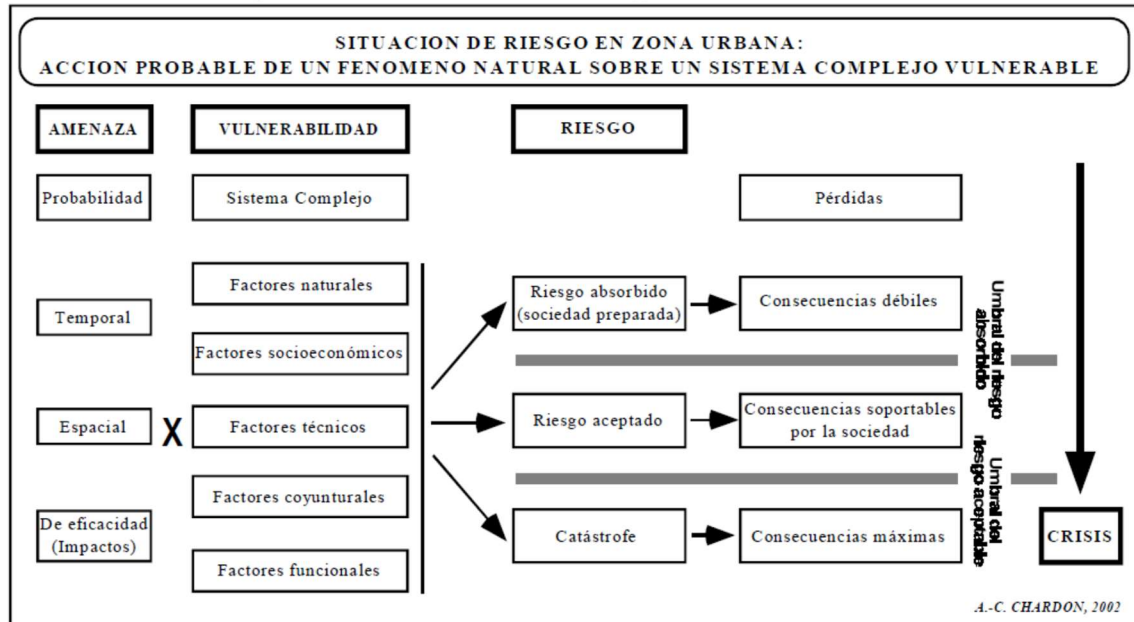 SITUACION DE RIESGO EN ZONA URBANA:
ACCION PROBABLE DE UN FENOMENO NATURAL SOBRE UN SISTEMA COMPLEJO VULNERABLE
AMENAZA
VULNERABILIDAD
RIESGO
Probabilidad
Sistema Complejo
Pérdidas
Temporal
Espacial
De eficacidad
(Impactos)
X
Factores naturales
Factores socioeconómicos
Factores técnicos
Factores coyunturales
Factores funcionales
Riesgo absorbido
(sociedad preparada)
Consecuencias débiles
Riesgo aceptado
Consecuencias soportables
por la sociedad
Catástrofe
Consecuencias máximas
Umbral del riesgo
absorbido
Umbral del
riesgo aceptable
CRISIS
A.-C. CHARDON, 2002